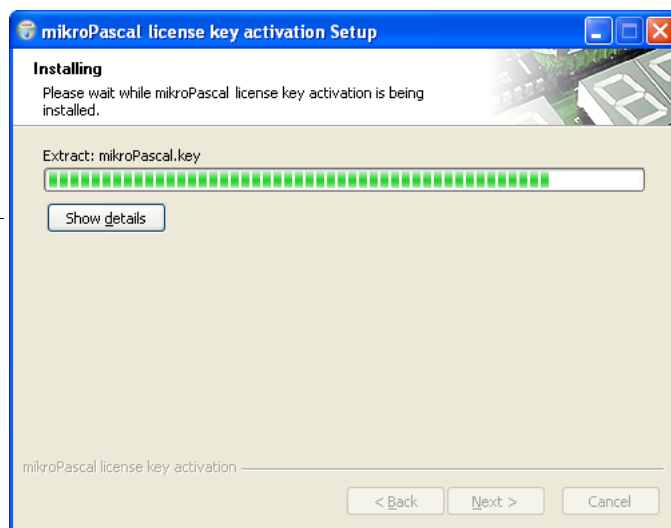 mikroPascal license key activation Setup
Installing
Please wait while mikroPascal license key activation is being
installed.
Extract: mikroPascal.key
Show details
mikroPascal license key activation
< Back Next > Cancel